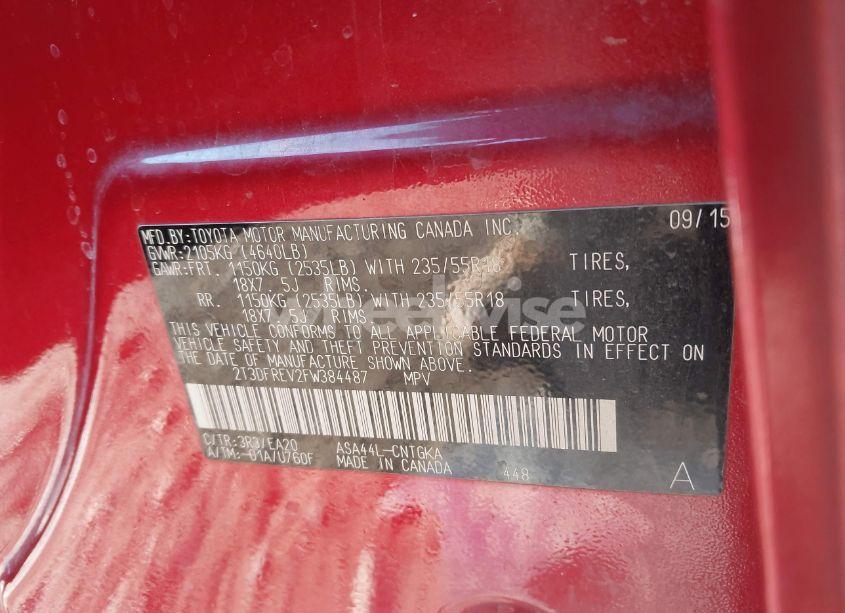 09/15
MFD.BY:TOYOTA MOTOR MANUFACTURING CANADA INC.
GVWR:2105KG (4640LB)
GAWR:FRT. 1150KG (2535LB) WITH 235/55R18 TIRES,
18X7.5J RIMS.
RR. 1150KG (2535LB) WITH 235/55R18 TIRES,
18X7.5J RIMS.
wheelwise
THIS VEHICLE CONFORMS TO ALL APPLICABLE FEDERAL MOTOR
VEHICLE SAFETY AND THEFT PREVENTION STANDARDS IN EFFECT ON
THE DATE OF MANUFACTURE SHOWN ABOVE.
2T3DFREV2FW384487 MPV
C/TR:3R3/EA20 ASA44L-CNTGKA
A/TM:-01A/U760F MADE IN CANADA 448
A